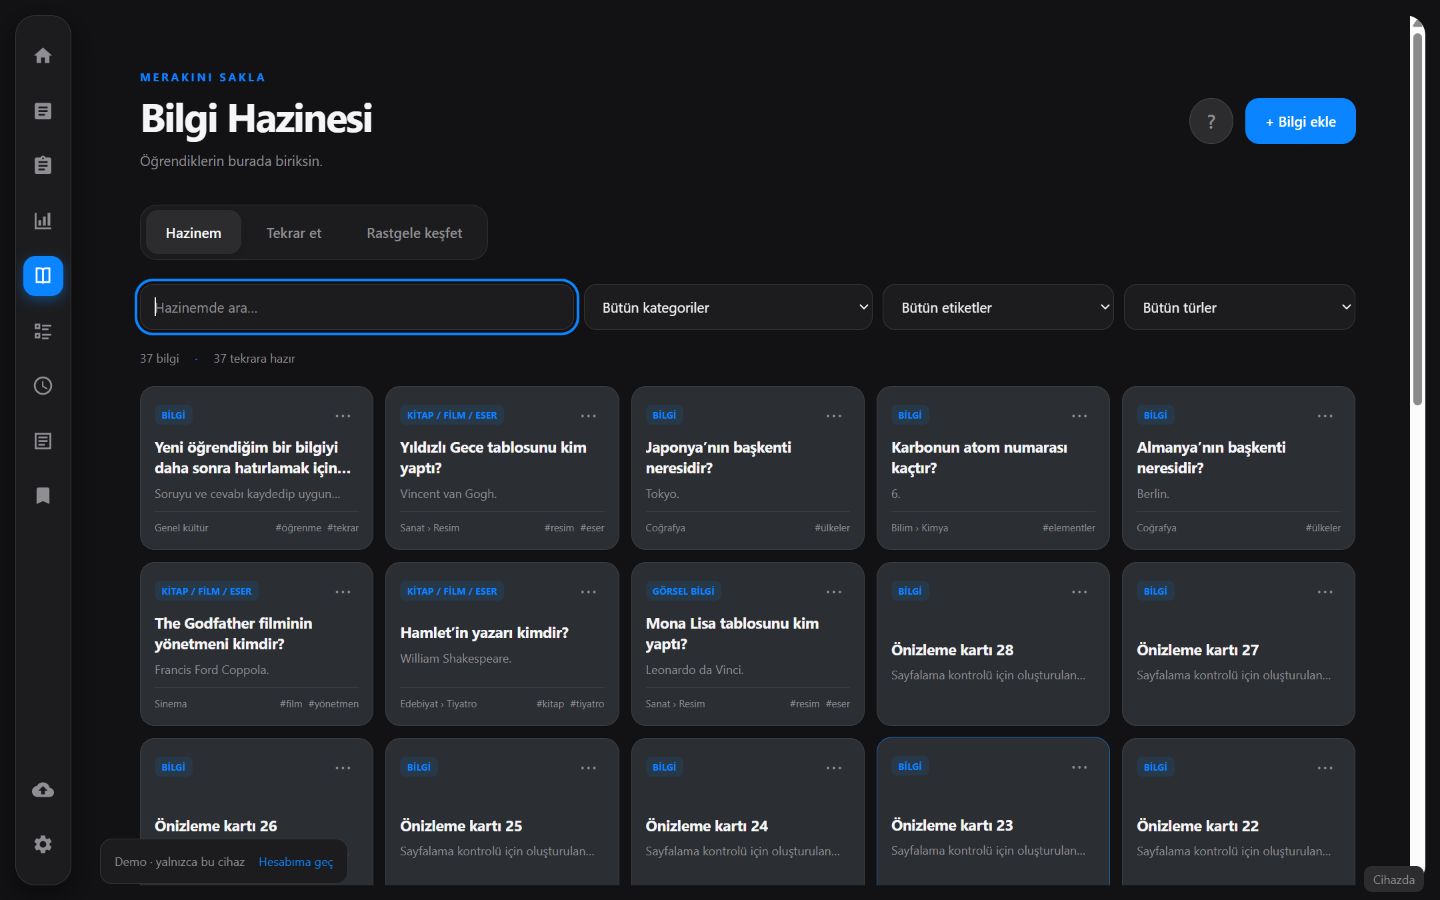 MERAKINI SAKLA
Bilgi Hazinesi
Öğrendiklerin burada biriksin.
?
+ Bilgi ekle
Hazinem
Tekrar et
Rastgele keşfet
Hazinemde ara...
Bütün kategoriler
Bütün etiketler
Bütün türler
37 bilgi · 37 tekrara hazır
BİLGİ
Yeni öğrendiğim bir bilgiyi
daha sonra hatırlamak için...
Soruyu ve cevabı kaydedip uygun...
Genel kültür #öğrenme #tekrar
KİTAP / FİLM / ESER
Yıldızlı Gece tablosunu kim
yaptı?
Vincent van Gogh.
Sanat › Resim #resim #eser
BİLGİ
Japonya’nın başkenti
neresidir?
Tokyo.
Coğrafya #ülkeler
BİLGİ
Karbonun atom numarası
kaçtır?
6.
Bilim › Kimya #elementler
BİLGİ
Almanya’nın başkenti
neresidir?
Berlin.
Coğrafya #ülkeler
KİTAP / FİLM / ESER
The Godfather filminin
yönetmeni kimdir?
Francis Ford Coppola.
Sinema #film #yönetmen
KİTAP / FİLM / ESER
Hamlet’in yazarı kimdir?
William Shakespeare.
Edebiyat › Tiyatro #kitap #tiyatro
GÖRSEL BİLGİ
Mona Lisa tablosunu kim
yaptı?
Leonardo da Vinci.
Sanat › Resim #resim #eser
BİLGİ
Önizleme kartı 28
Sayfalama kontrolü için oluşturulan...
BİLGİ
Önizleme kartı 27
Sayfalama kontrolü için oluşturulan...
BİLGİ
Önizleme kartı 26
BİLGİ
Önizleme kartı 25
Sayfalama kontrolü için oluşturulan...
BİLGİ
Önizleme kartı 24
Sayfalama kontrolü için oluşturulan...
BİLGİ
Önizleme kartı 23
Sayfalama kontrolü için oluşturulan...
BİLGİ
Önizleme kartı 22
Sayfalama kontrolü için oluşturulan...
Demo · yalnızca bu cihaz Hesabıma geç
Cihazda